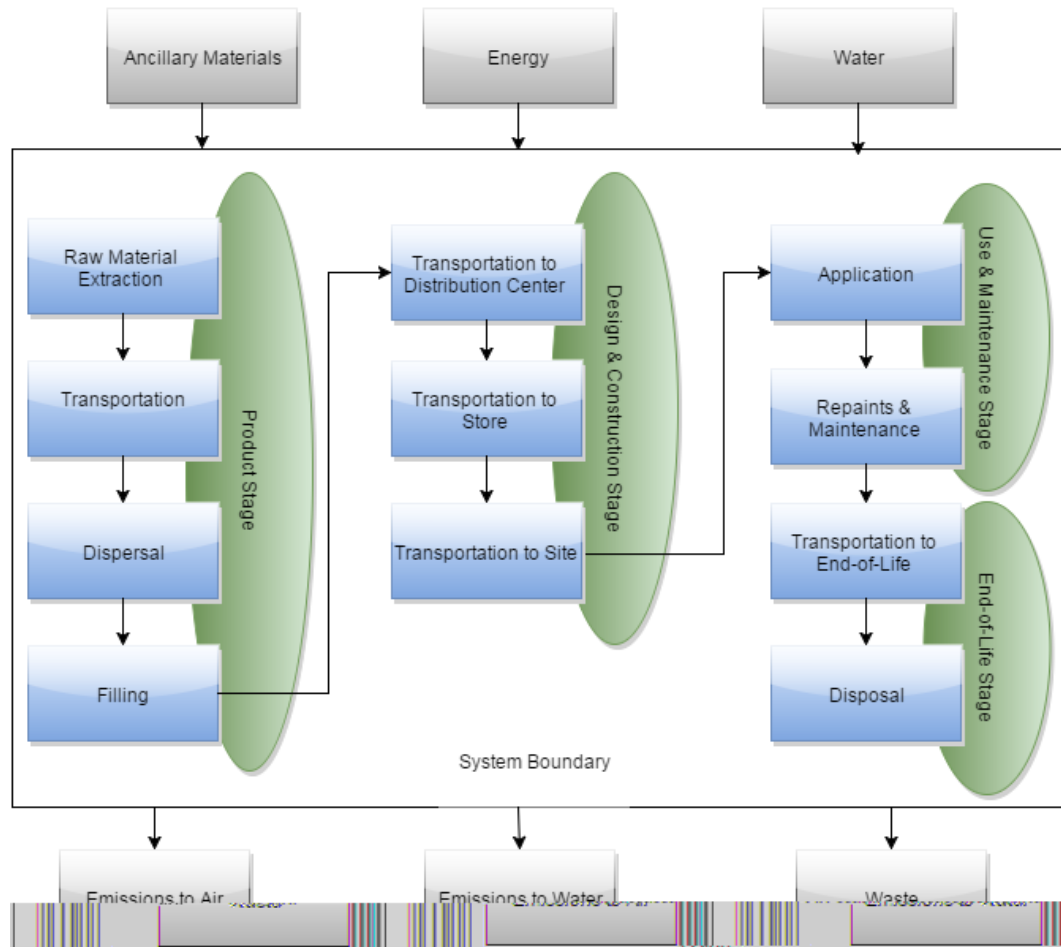 Ancillary Materials
Energy
Water
Raw Material
Extraction
Transportation
Dispersal
Filling
Product Stage
Transportation to
Distribution Center
Transportation to
Store
Transportation to Site
Design & Construction Stage
Application
Repaints &
Maintenance
Use & Maintenance Stage
Transportation to
End-of-Life
Disposal
End-of-Life Stage
System Boundary
Emissions to Air
Emissions to Water
Waste